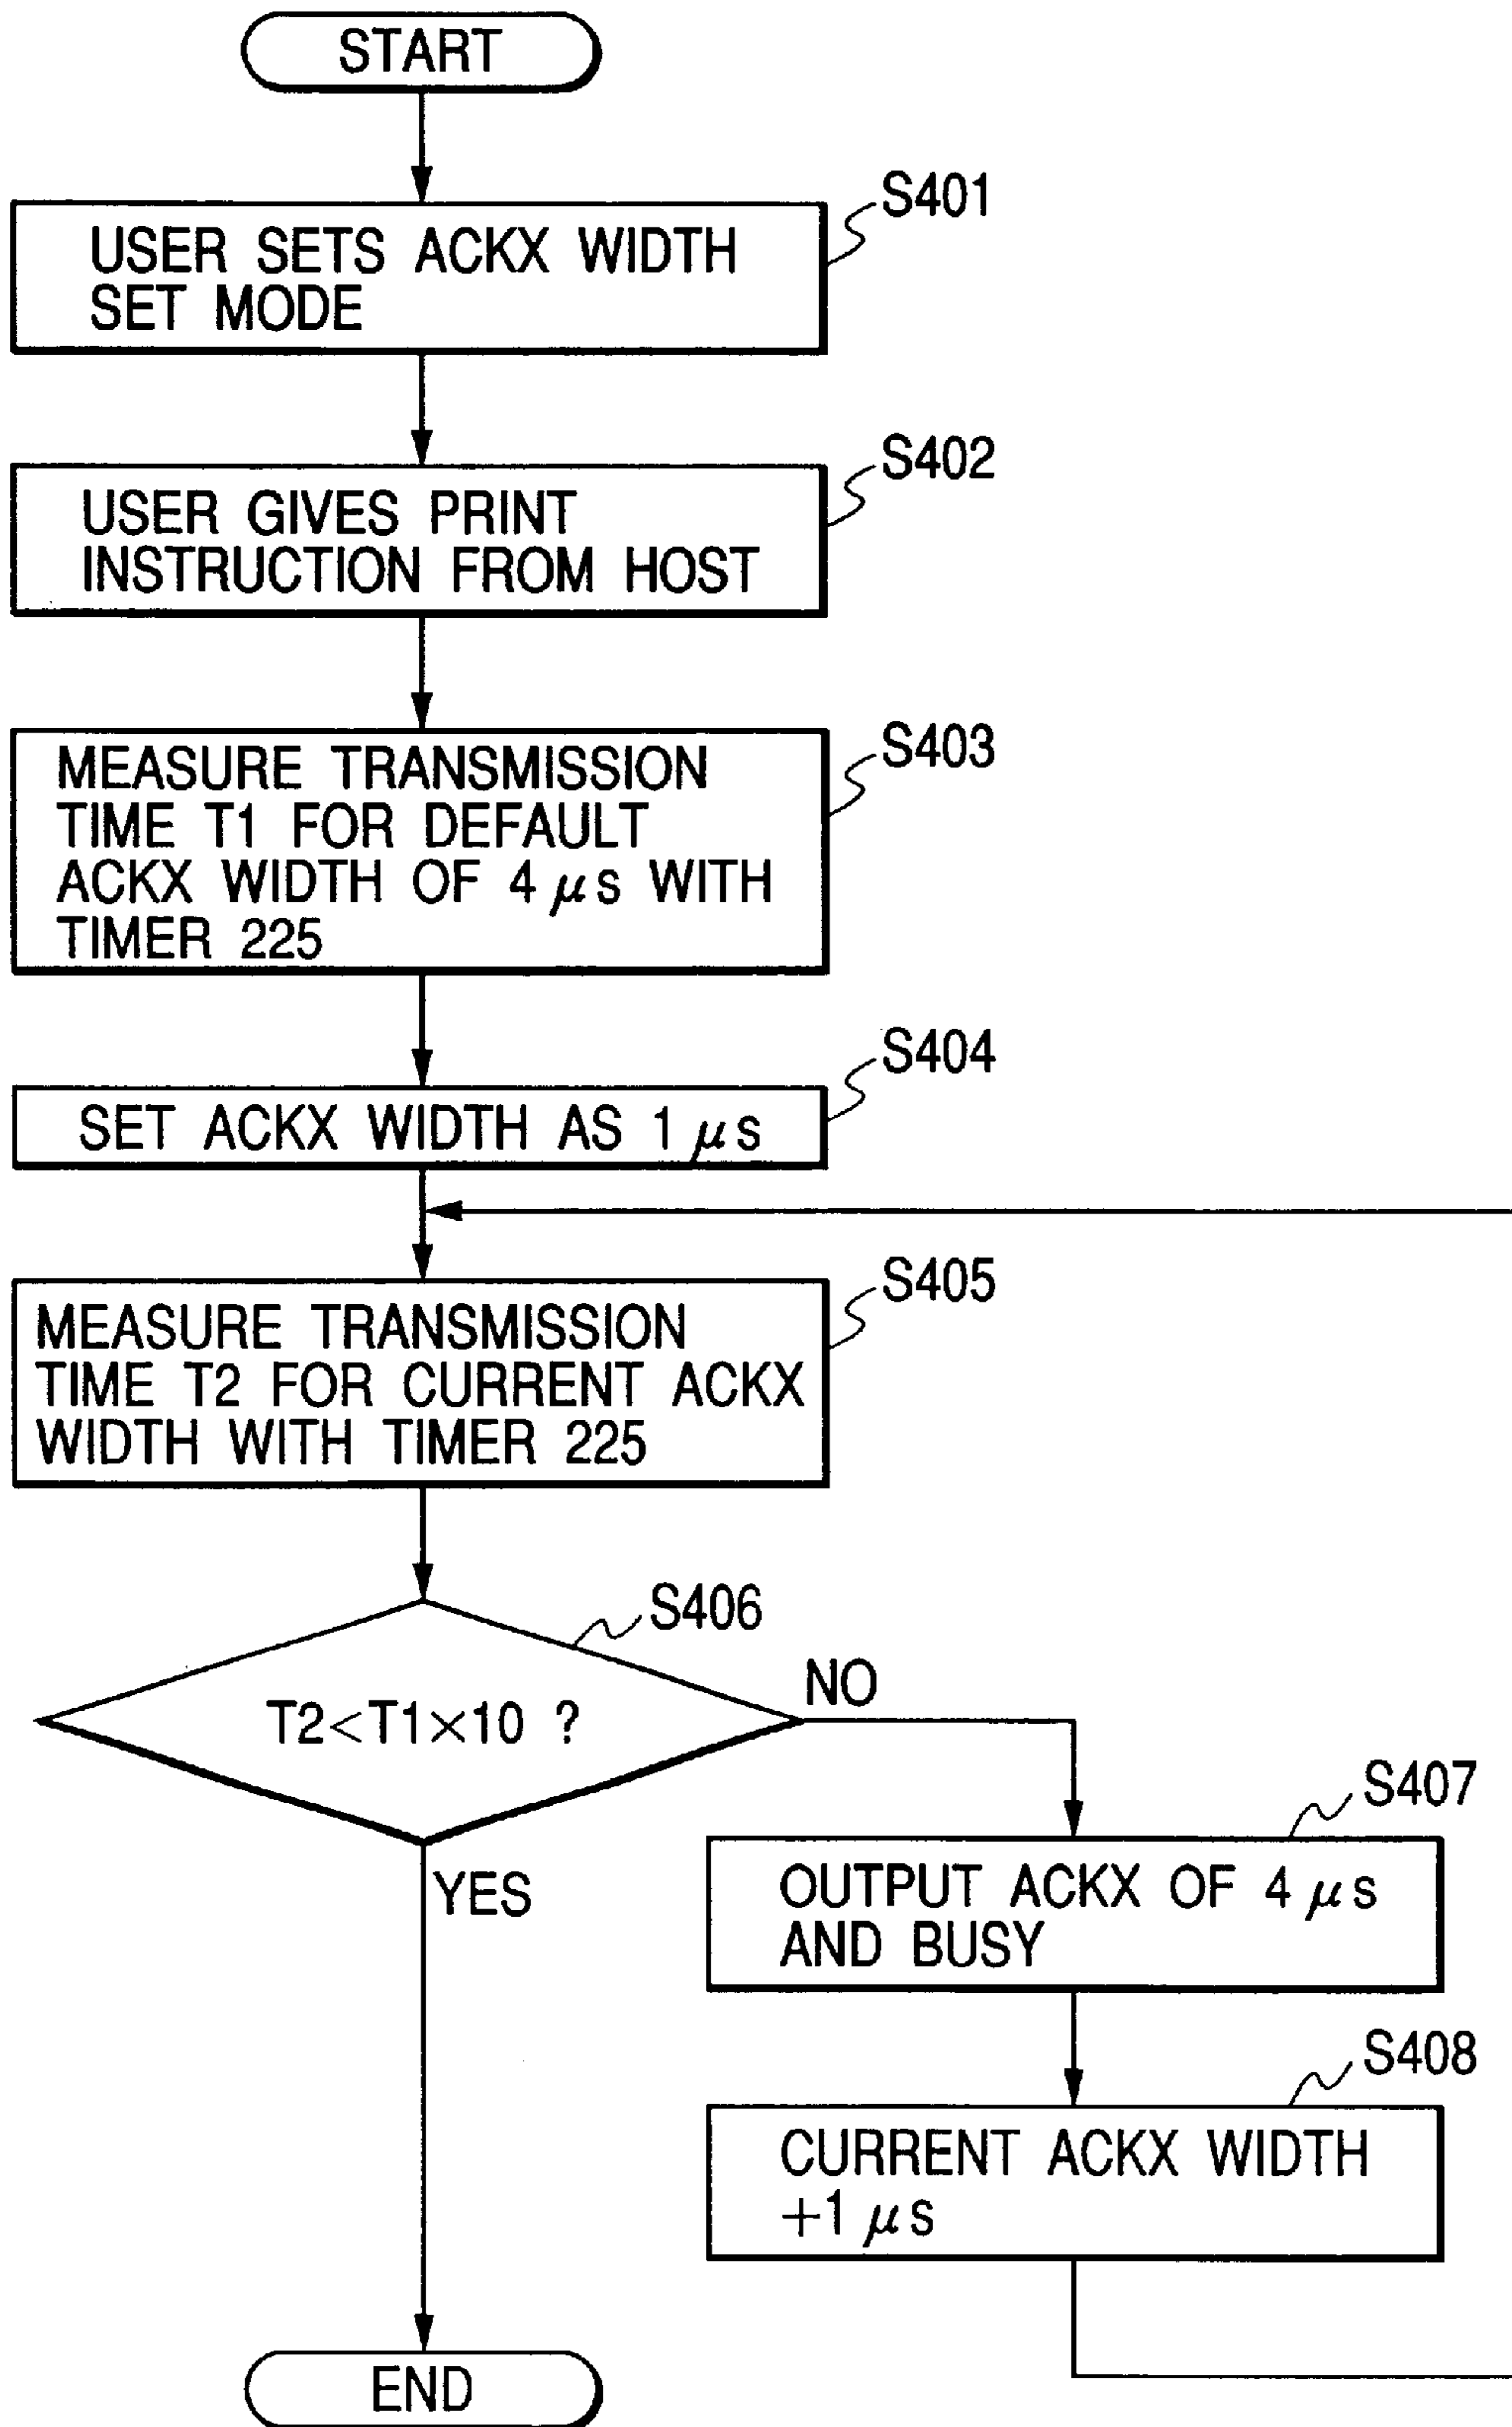 START
S401
USER SETS ACKX WIDTH
SET MODE
S402
USER GIVES PRINT
INSTRUCTION FROM HOST
S403
MEASURE TRANSMISSION
TIME T1 FOR DEFAULT
ACKX WIDTH OF 4 μs WITH
TIMER 225
S404
SET ACKX WIDTH AS 1 μs
S405
MEASURE TRANSMISSION
TIME T2 FOR CURRENT ACKX
WIDTH WITH TIMER 225
S406
T2<T1×10 ?
NO
YES
S407
OUTPUT ACKX OF 4 μs
AND BUSY
S408
CURRENT ACKX WIDTH
+1 μs
END